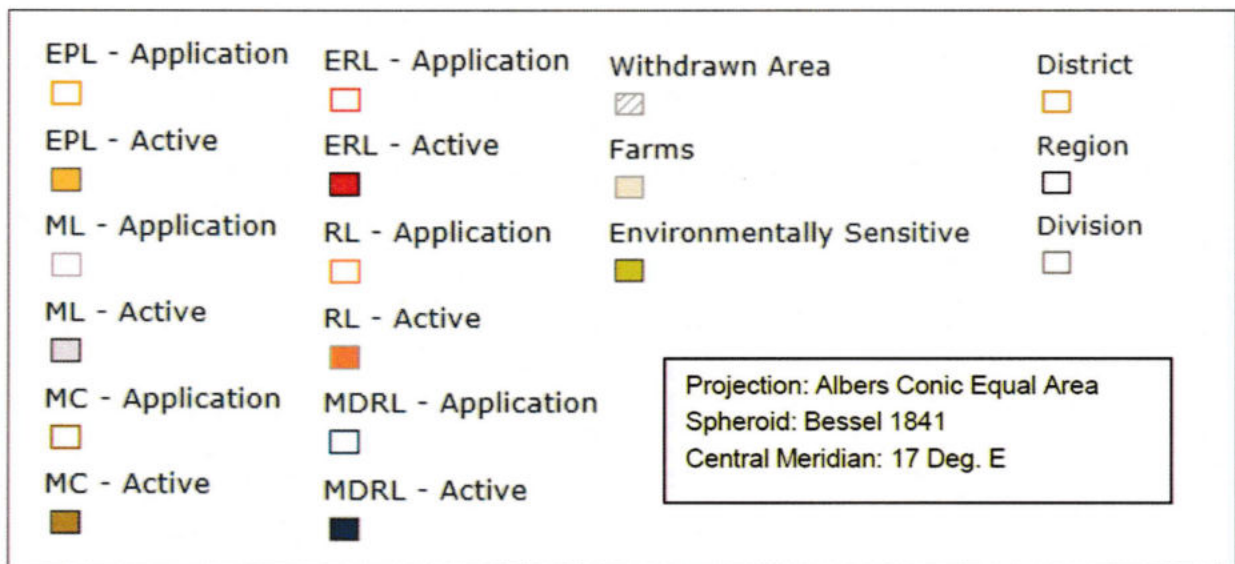 EPL - Application
EPL - Active
ML - Application
ML - Active
MC - Application
MC - Active
ERL - Application
ERL - Active
RL - Application
RL - Active
MDRL - Application
MDRL - Active
Withdrawn Area
Farms
Environmentally Sensitive
District
Region
Division
Projection: Albers Conic Equal Area
Spheroid: Bessel 1841
Central Meridian: 17 Deg. E